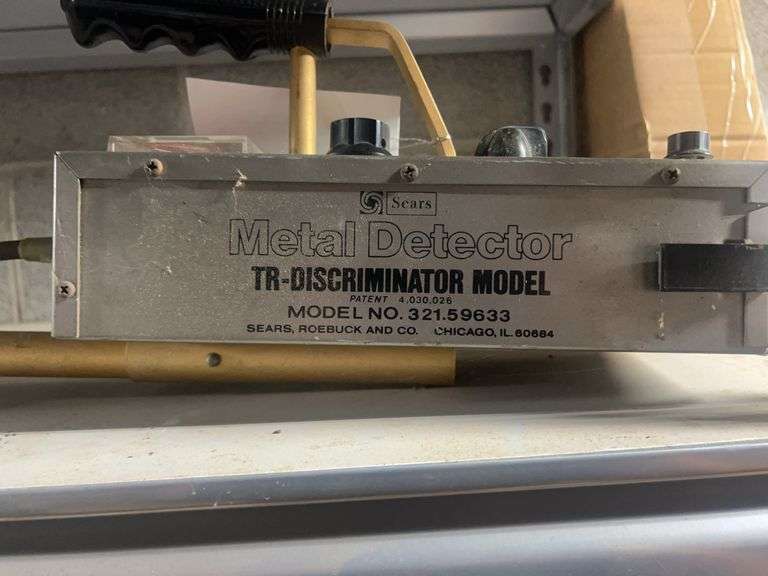 Sears
Metal Detector
TR-DISCRIMINATOR MODEL
PATENT 4,030,026
MODEL NO. 321.59633
SEARS, ROEBUCK AND CO. CHICAGO, IL. 60684